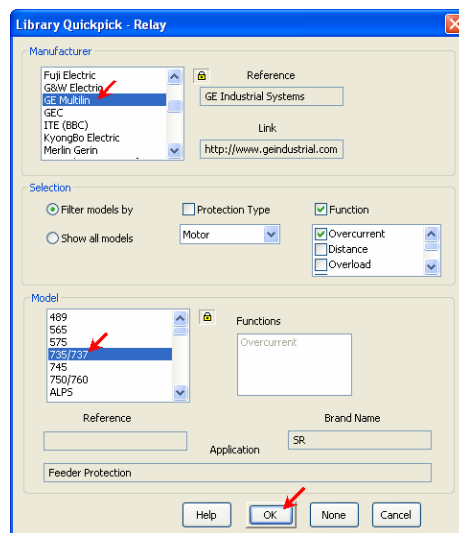 Library Quickpick - Relay
Manufacturer
Fuji Electric
G&W Electric
GE Multilin
GEC
ITE (BBC)
KyongBo Electric
Merlin Gerin
Reference
GE Industrial Systems
Link
http://www.geindustrial.com
Selection
Filter models by
Show all models
Protection Type
Motor
Function
Overcurrent
Distance
Overload
Model
489
565
575
735/737
745
750/760
ALPS
Functions
Overcurrent
Reference
Brand Name
SR
Application
Feeder Protection
Help
OK
None
Cancel